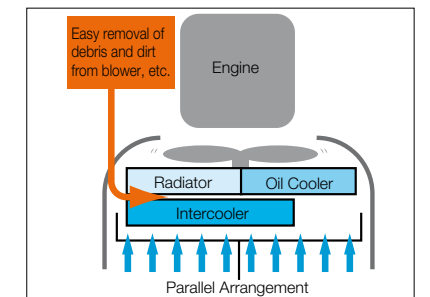 Easy removal of
debris and dirt
from blower, etc.
Engine
Radiator
Oil Cooler
Intercooler
Parallel Arrangement